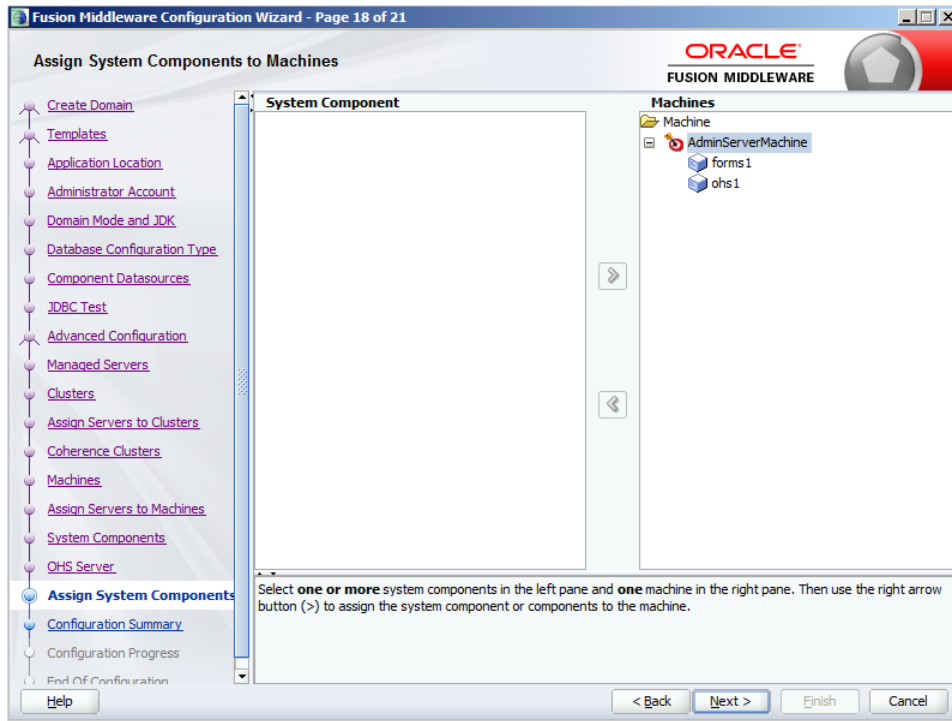 Fusion Middleware Configuration Wizard - Page 18 of 21
Assign System Components to Machines
ORACLE
FUSION MIDDLEWARE
Create Domain
Templates
Application Location
Administrator Account
Domain Mode and JDK
Database Configuration Type
Component Datasources
JDBC Test
Advanced Configuration
Managed Servers
Clusters
Assign Servers to Clusters
Coherence Clusters
Machines
Assign Servers to Machines
System Components
OHS Server
Assign System Components
Configuration Summary
Configuration Progress
End Of Configuration
System Component
Machines
Machine
AdminServerMachine
forms1
ohs1
Select one or more system components in the left pane and one machine in the right pane. Then use the right arrow
button (>) to assign the system component or components to the machine.
Help
< Back
Next >
Finish
Cancel